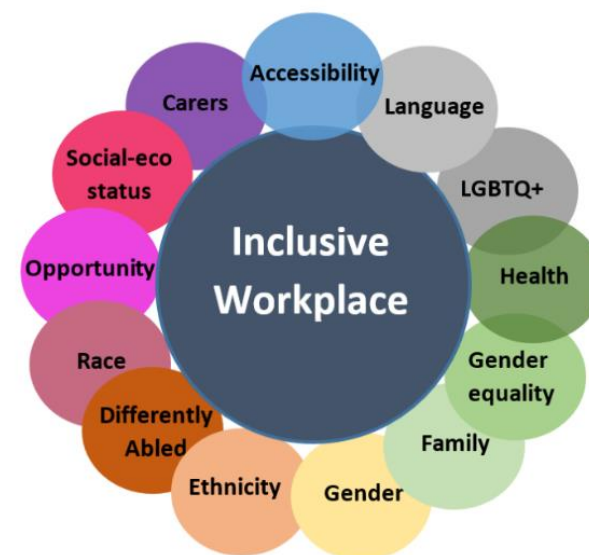 Accessibility
Language
LGBTQ+
Health
Gender
equality
Family
Gender
Ethnicity
Differently
Abled
Race
Opportunity
Social-eco
status
Carers
Inclusive
Workplace